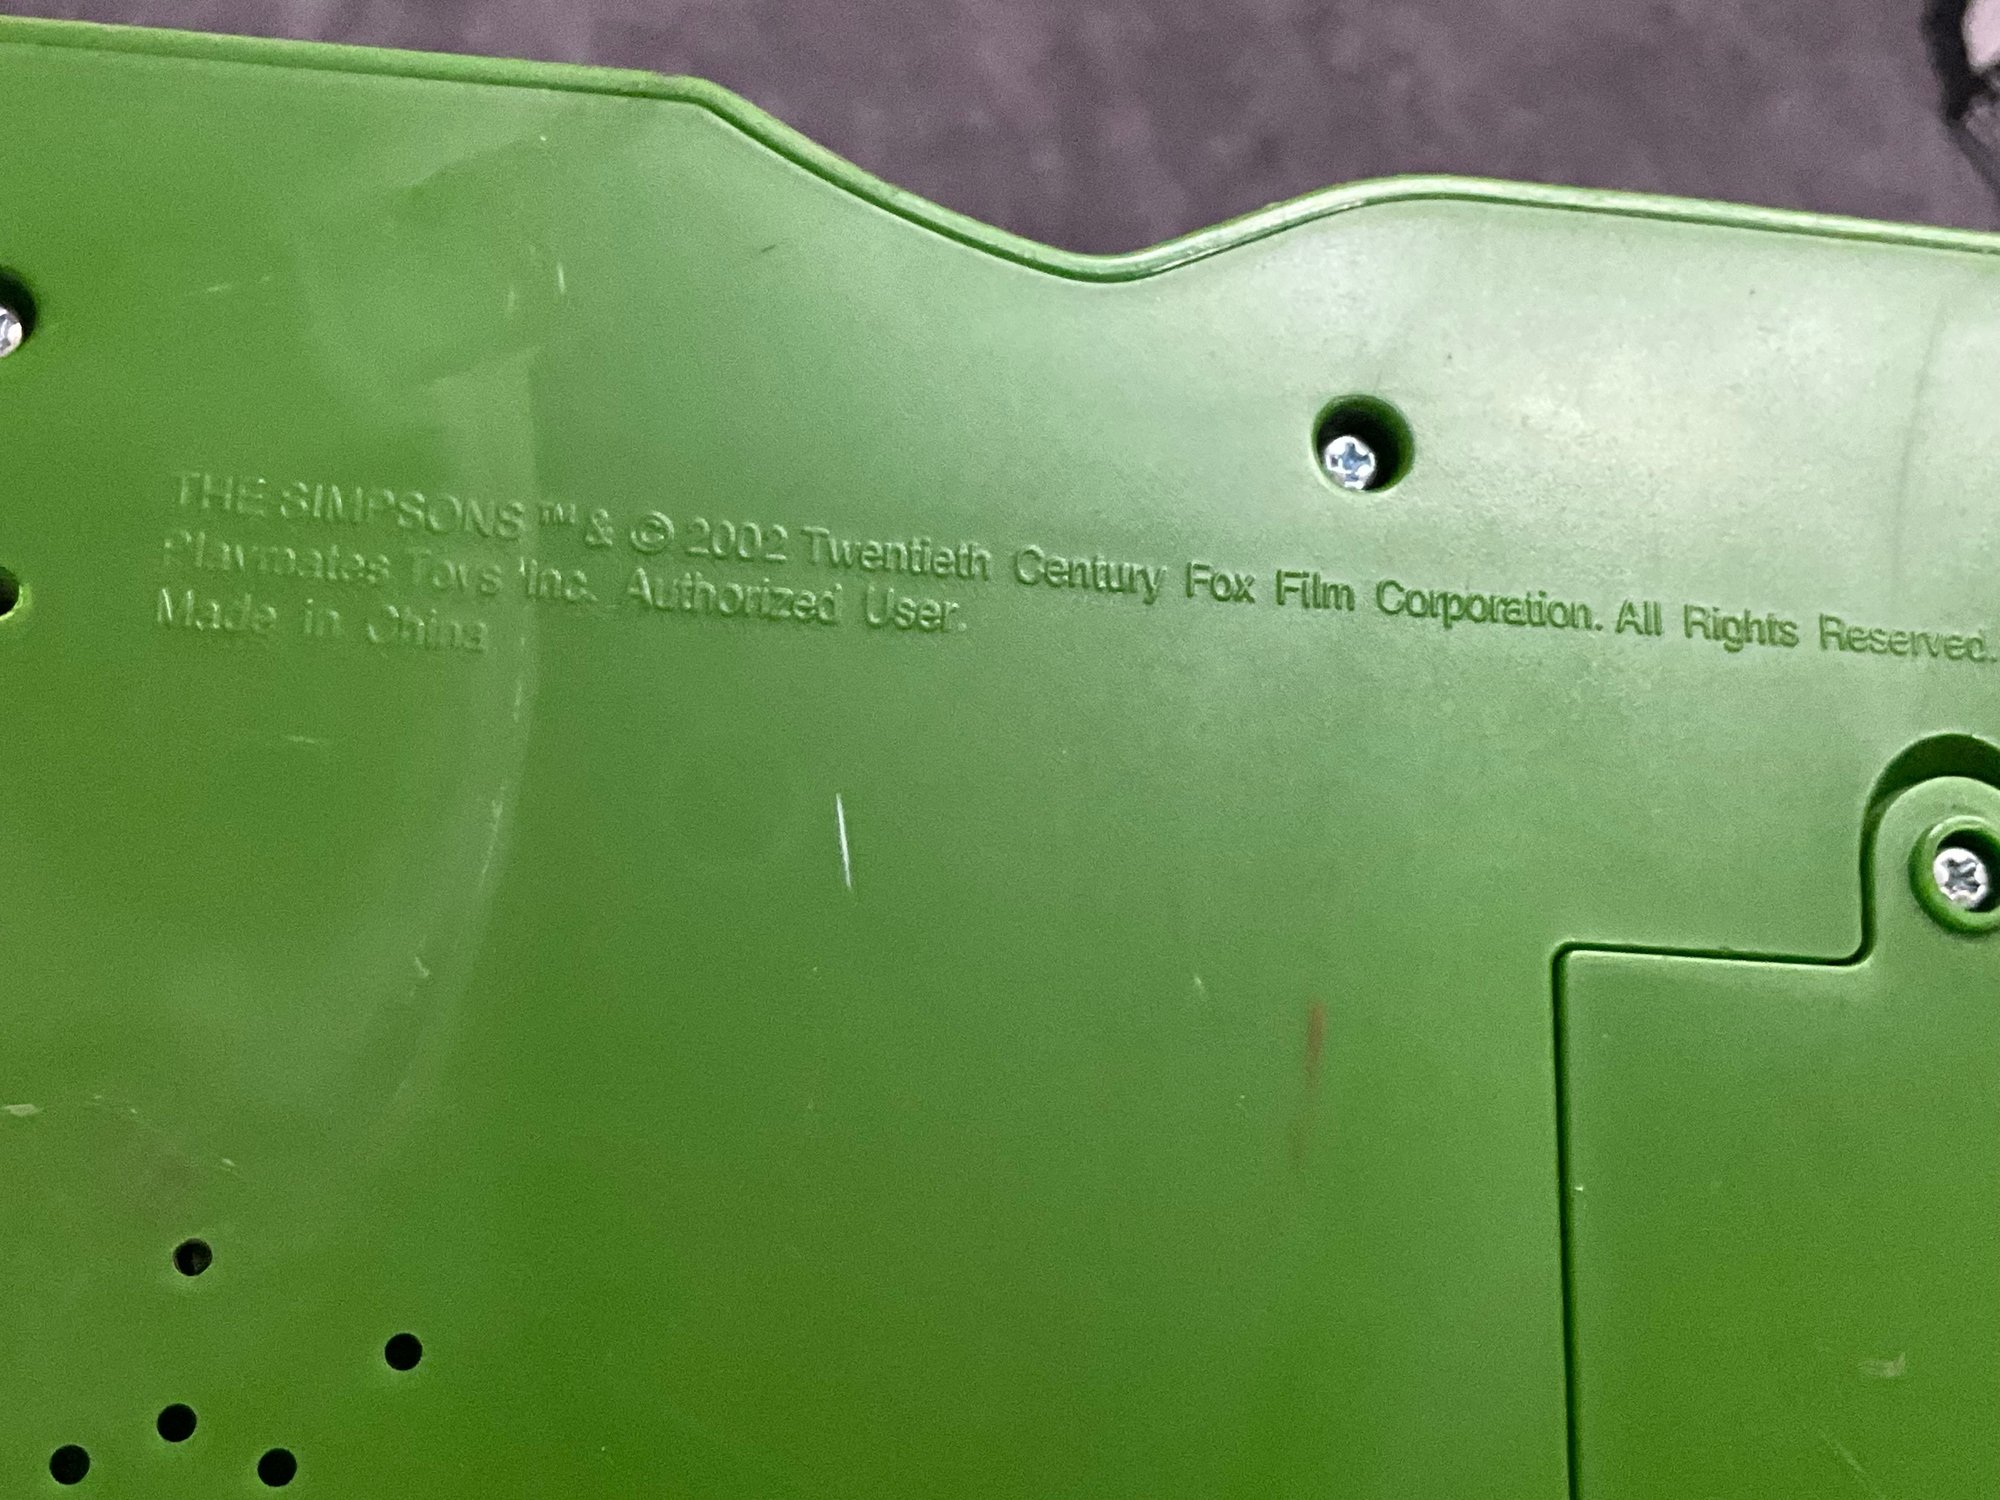 THE SIMPSONS ™ & © 2002 Twentieth Century Fox Film Corporation. All Rights Reserved.
Playmates Toys Inc. Authorized User.
Made in China